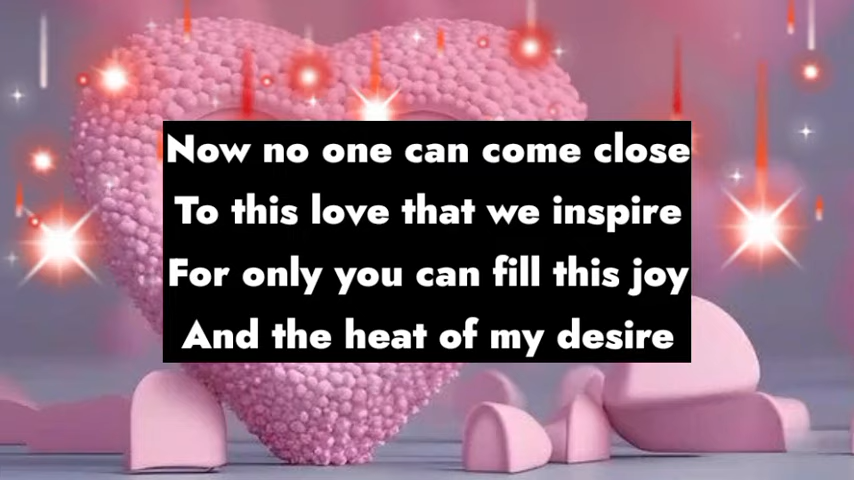 Now no one can come close
To this love that we inspire
For only you can fill this joy
And the heat of my desire